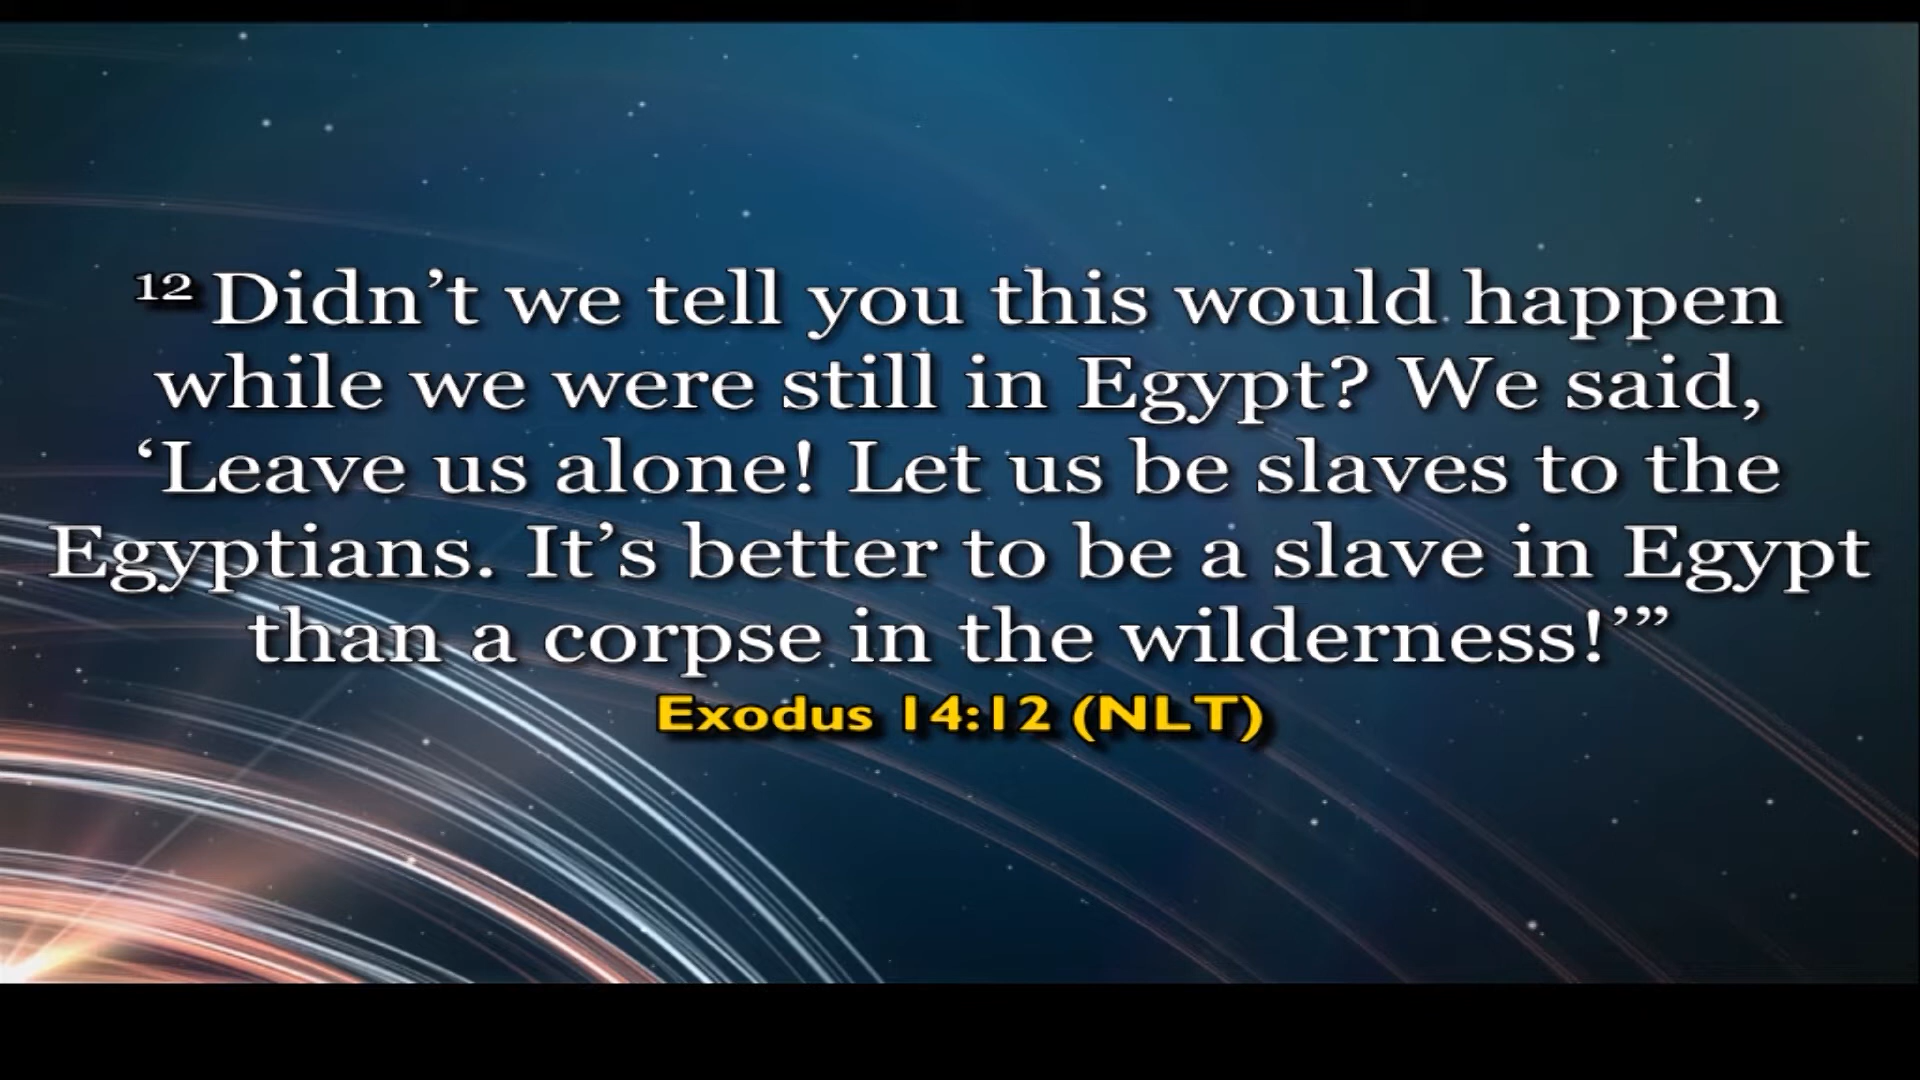 ¹² Didn’t we tell you this would happen
while we were still in Egypt? We said,
‘Leave us alone! Let us be slaves to the
Egyptians. It’s better to be a slave in Egypt
than a corpse in the wilderness!’”
Exodus 14:12 (NLT)